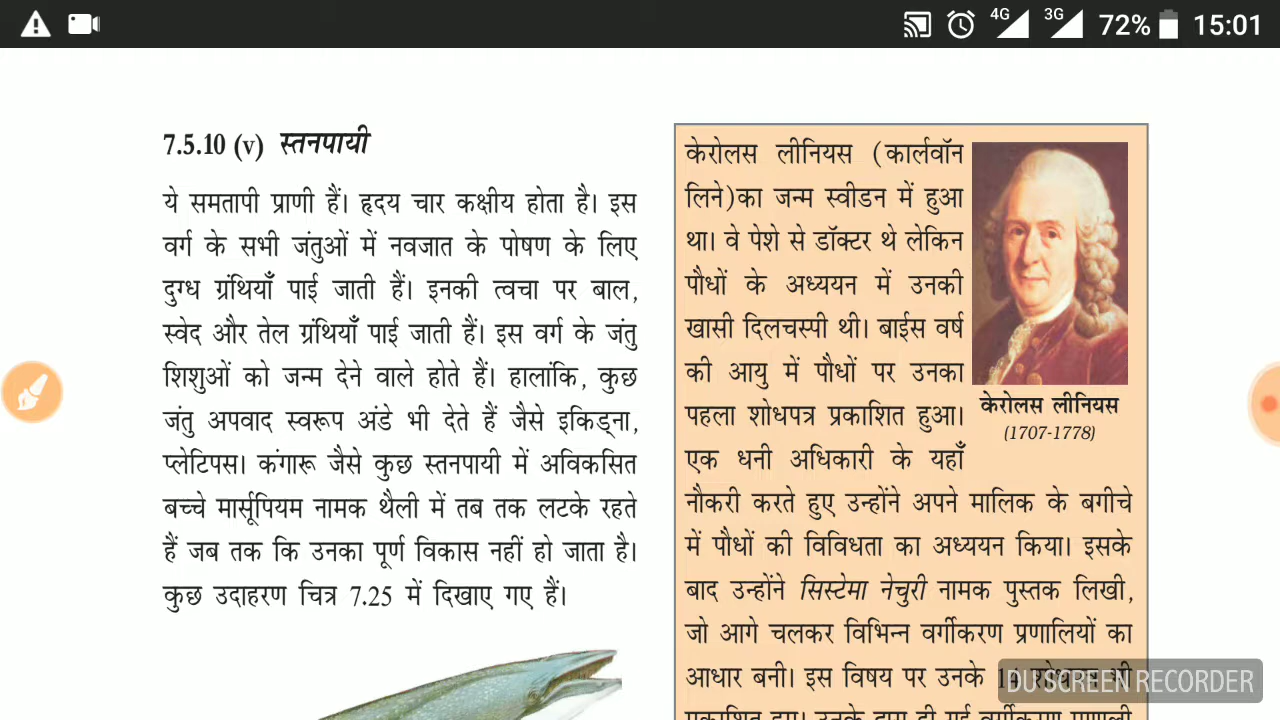 4G 3G 72% 15:01
7.5.10 (v) स्तनपायी
ये समतापी प्राणी हैं। हृदय चार कक्षीय होता है। इस
वर्ग के सभी जंतुओं में नवजात के पोषण के लिए
दुग्ध ग्रंथियाँ पाई जाती हैं। इनकी त्वचा पर बाल,
स्वेद और तेल ग्रंथियाँ पाई जाती हैं। इस वर्ग के जंतु
शिशुओं को जन्म देने वाले होते हैं। हालांकि, कुछ
जंतु अपवाद स्वरूप अंडे भी देते हैं जैसे इकिड्ना,
प्लेटिपस। कंगारू जैसे कुछ स्तनपायी में अविकसित
बच्चे मार्सूपियम नामक थैली में तब तक लटके रहते
हैं जब तक कि उनका पूर्ण विकास नहीं हो जाता है।
कुछ उदाहरण चित्र 7.25 में दिखाए गए हैं।
केरोलस लीनियस (कार्लवॉन
लिने)का जन्म स्वीडन में हुआ
था। वे पेशे से डॉक्टर थे लेकिन
पौधों के अध्ययन में उनकी
खासी दिलचस्पी थी। बाईस वर्ष
की आयु में पौधों पर उनका
पहला शोधपत्र प्रकाशित हुआ।
एक धनी अधिकारी के यहाँ
नौकरी करते हुए उन्होंने अपने मालिक के बगीचे
में पौधों की विविधता का अध्ययन किया। इसके
बाद उन्होंने सिस्टेमा नेचुरी नामक पुस्तक लिखी,
जो आगे चलकर विभिन्न वर्गीकरण प्रणालियों का
आधार बनी। इस विषय पर उनके 14 भी
केरोलस लीनियस
(1707-1778)
DU SCREEN RECORDER